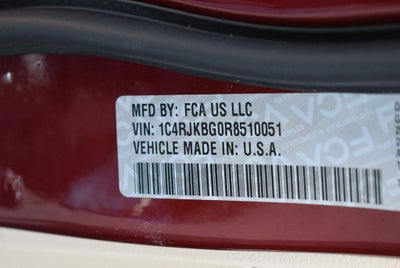 MFD BY: FCA US LLC
VIN: 1C4RJKBG0R8510051
VEHICLE MADE IN: U.S.A.